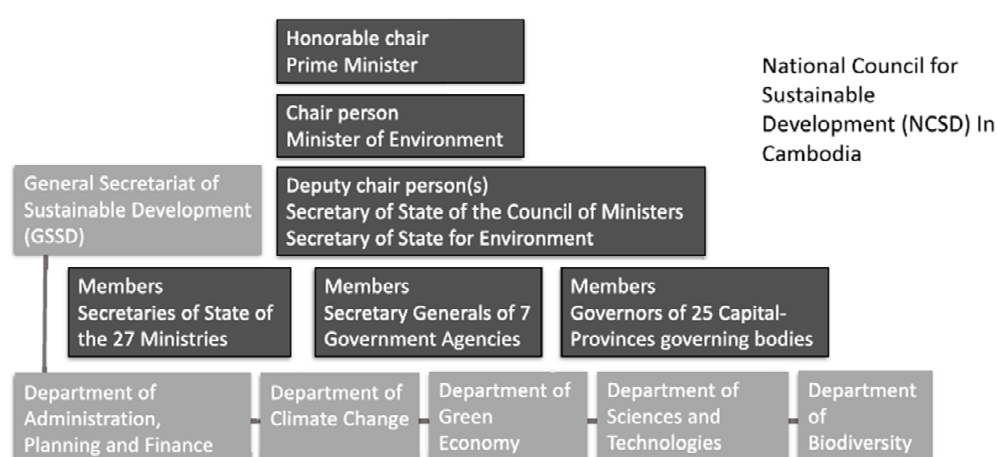 Honorable chair
Prime Minister
National Council for
Sustainable
Development (NCSD) In
Cambodia
Chair person
Minister of Environment
General Secretariat of
Sustainable Development
(GSSD)
Deputy chair person(s)
Secretary of State of the Council of Ministers
Secretary of State for Environment
Members
Secretaries of State of
the 27 Ministries
Members
Secretary Generals of 7
Government Agencies
Members
Governors of 25 Capital-
Provinces governing bodies
Department of
Administration,
Planning and Finance
Department of
Climate Change
Department of
Green
Economy
Department of
Sciences and
Technologies
Department
of
Biodiversity